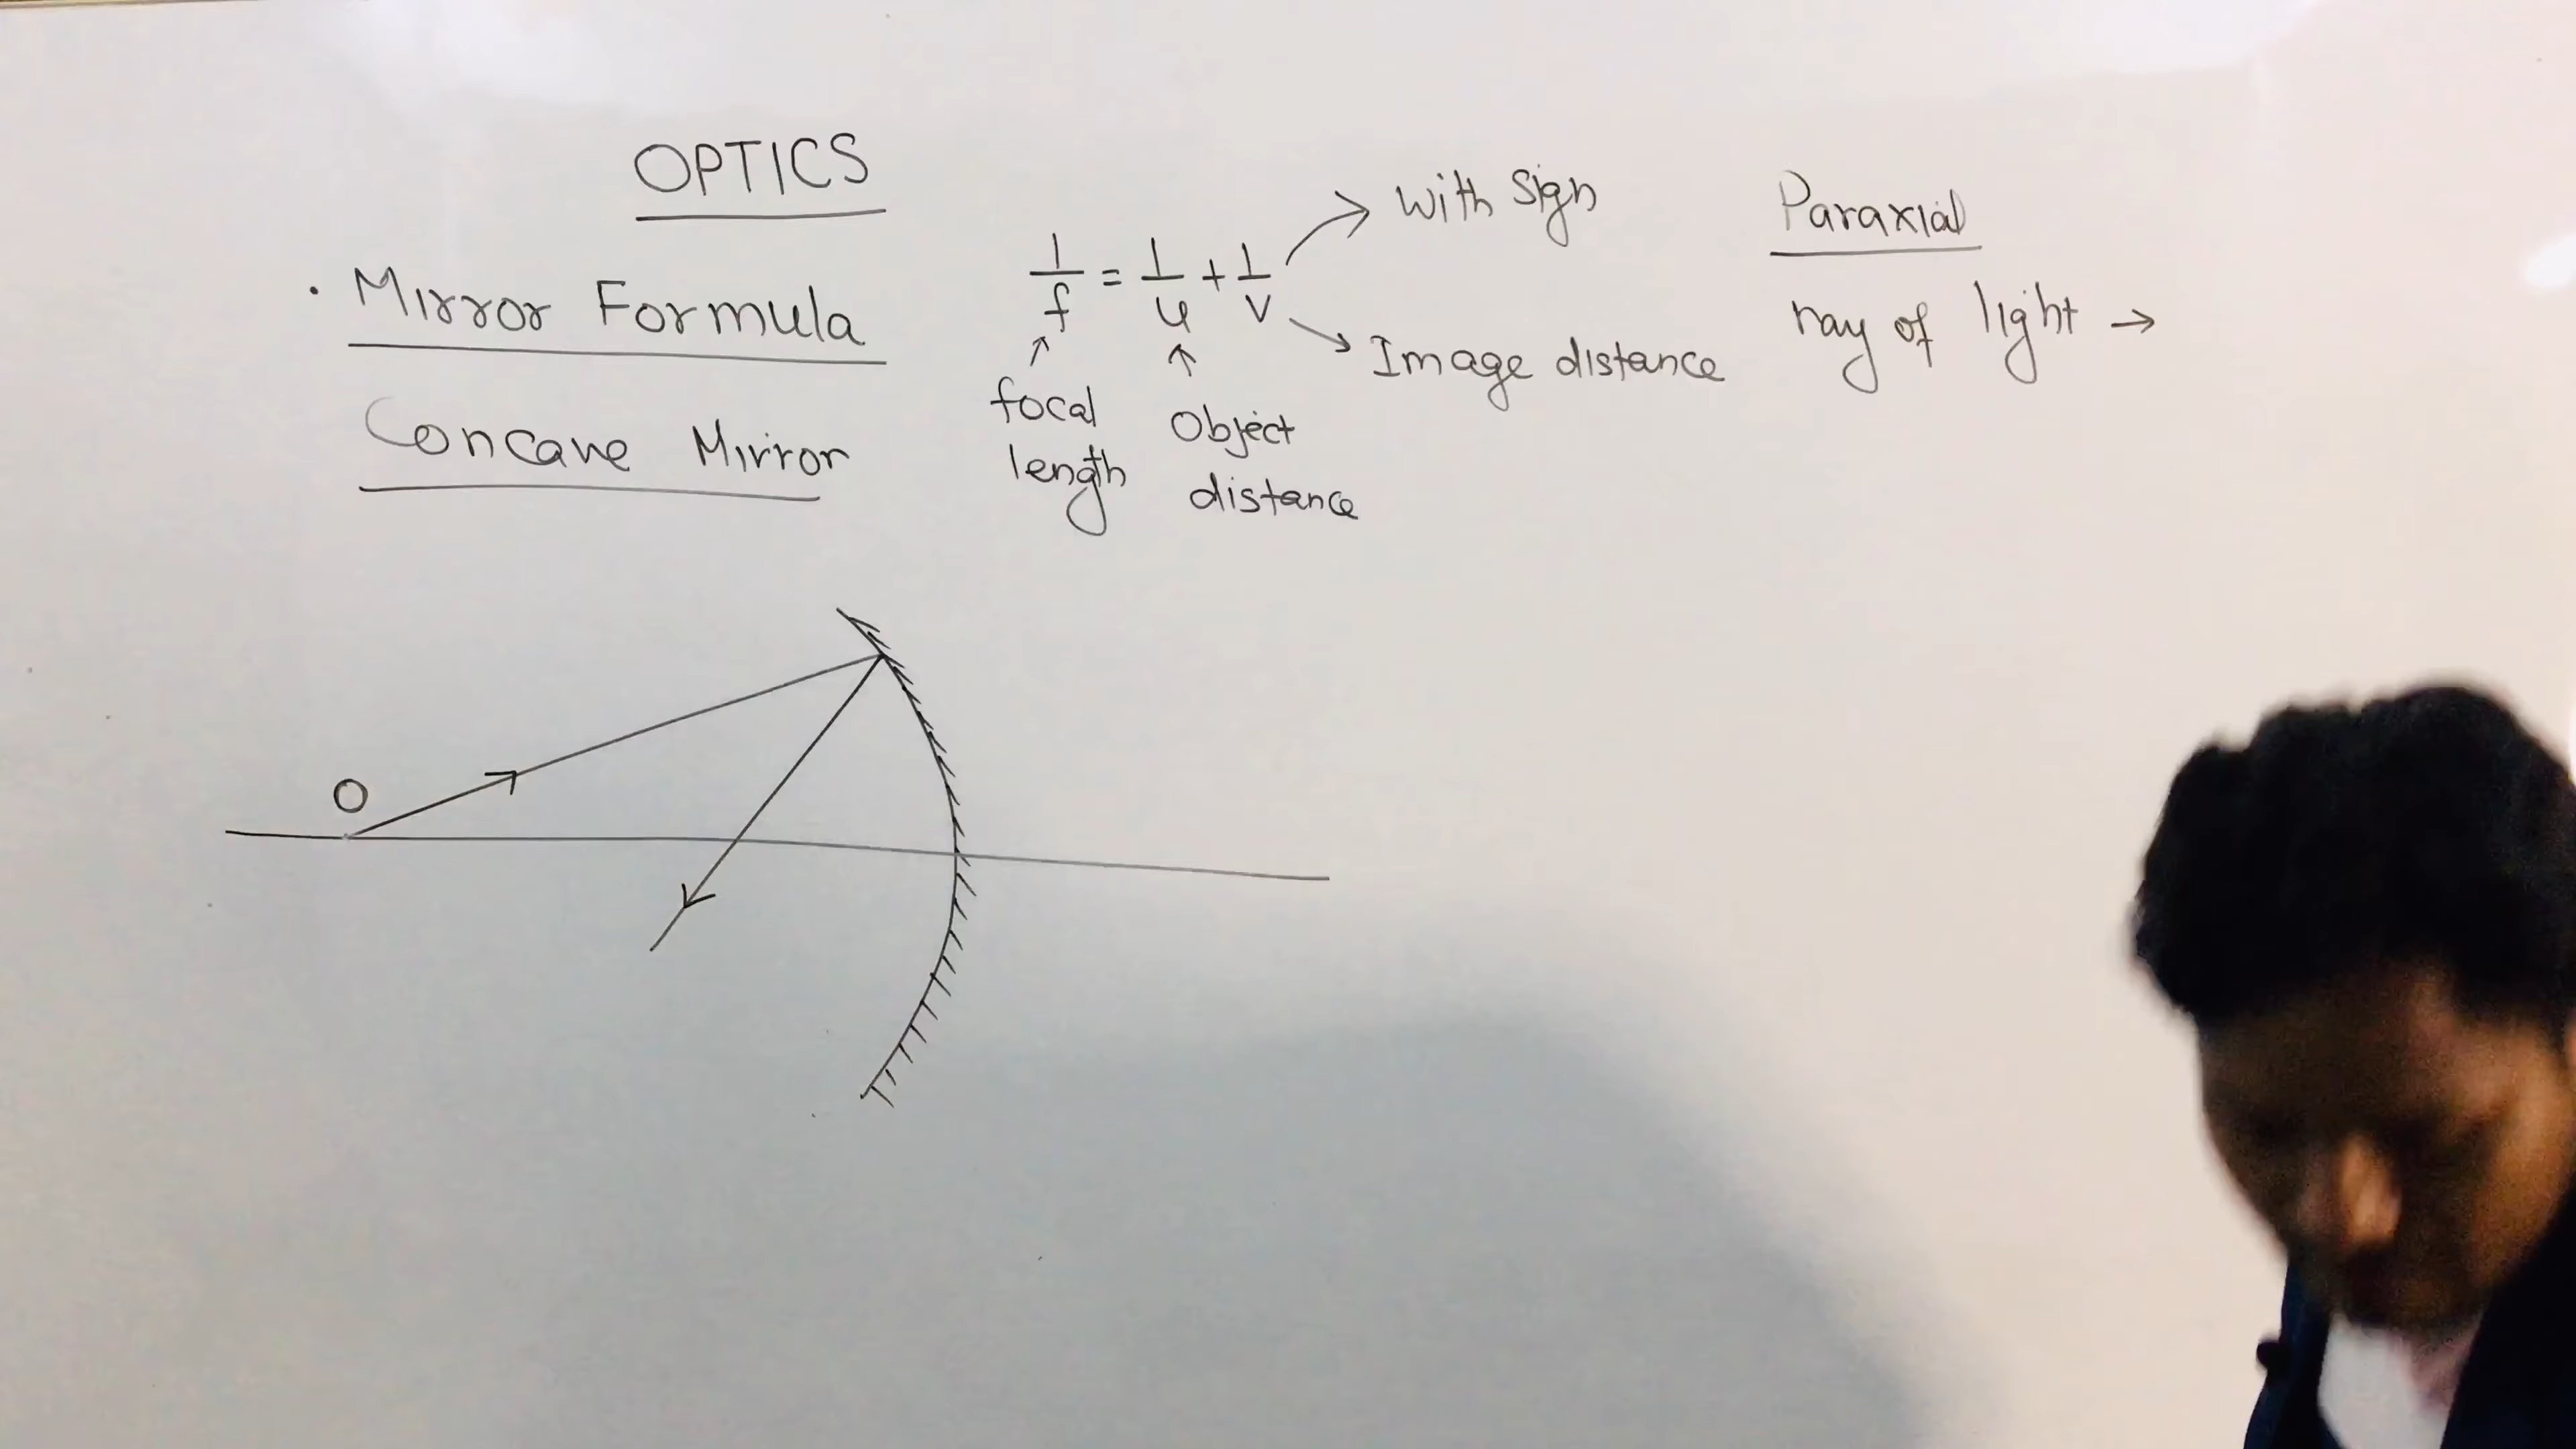 OPTICS
· Mirror Formula
Concave Mirror
1/f = 1/u + 1/v
With Sign
Image distance
focal
length
Object
distance
Paraxial
ray of light →
O